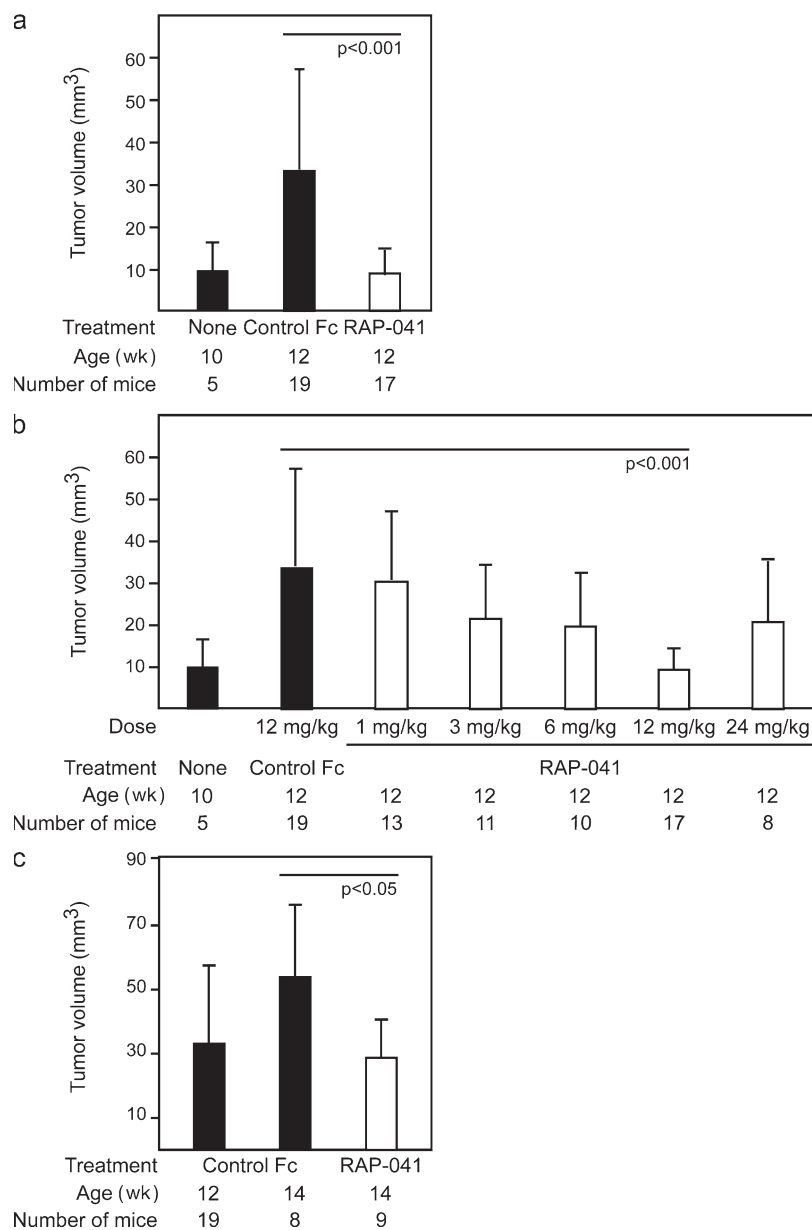 a
p<0.001
Tumor volume (mm3)
60
50
40
30
20
10
Treatment None Control Fc RAP-041
Age (wk) 10 12 12
Number of mice 5 19 17
b
p<0.001
Tumor volume (mm3)
60
50
40
30
20
10
Dose 12 mg/kg 1 mg/kg 3 mg/kg 6 mg/kg 12 mg/kg 24 mg/kg
Treatment None Control Fc RAP-041
Age (wk) 10 12 12 12 12 12 12
Number of mice 5 19 13 11 10 17 8
c
p<0.05
Tumor volume (mm3)
90
70
50
30
10
Treatment Control Fc RAP-041
Age (wk) 12 14 14
Number of mice 19 8 9